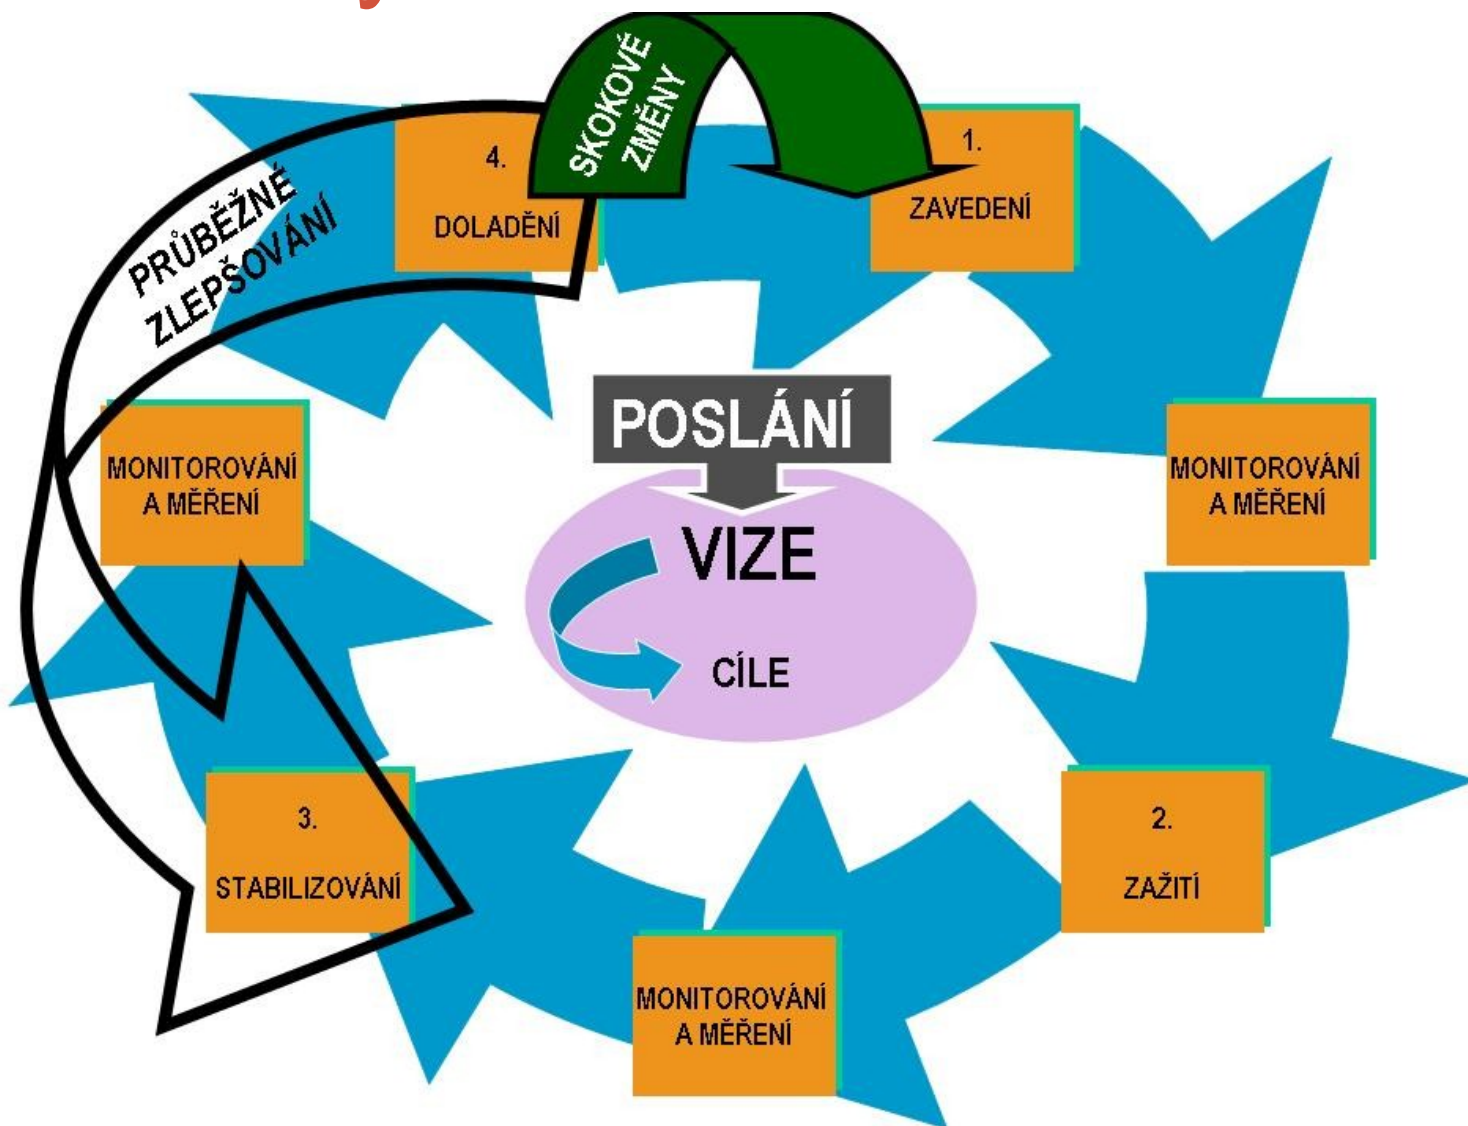 SKOKOVÉ
ZMĚNY
4.
DOLADĚNÍ
1.
ZAVEDENÍ
PRŮBĚŽNÉ
ZLEPŠOVÁNÍ
POSLÁNÍ
MONITOROVÁNÍ
A MĚŘENÍ
MONITOROVÁNÍ
A MĚŘENÍ
VIZE
CÍLE
3.
STABILIZOVÁNÍ
2.
ZAŽITÍ
MONITOROVÁNÍ
A MĚŘENÍ